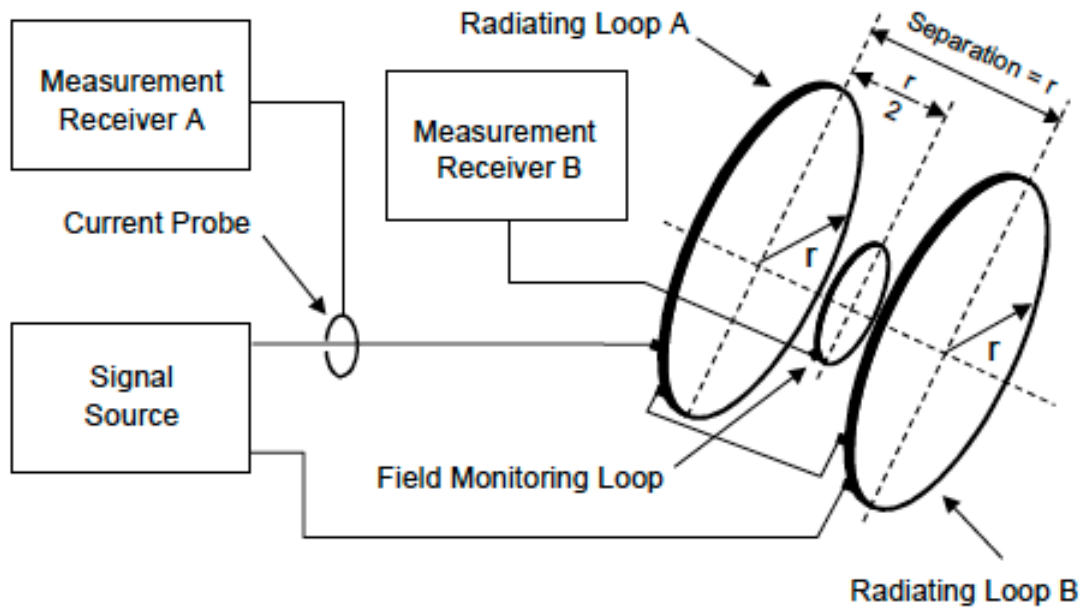 Radiating Loop A
Measurement
Receiver A
Measurement
Receiver B
Separation = r
r
2
Current Probe
r
r
Signal
Source
Field Monitoring Loop
Radiating Loop B